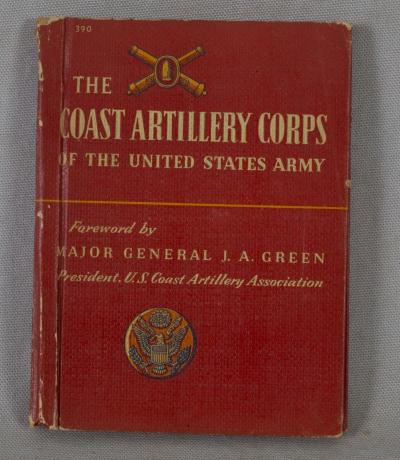 390
THE
COAST ARTILLERY CORPS
OF THE UNITED STATES ARMY
Foreword by
MAJOR GENERAL J. A. GREEN
President, U.S. Coast Artillery Association